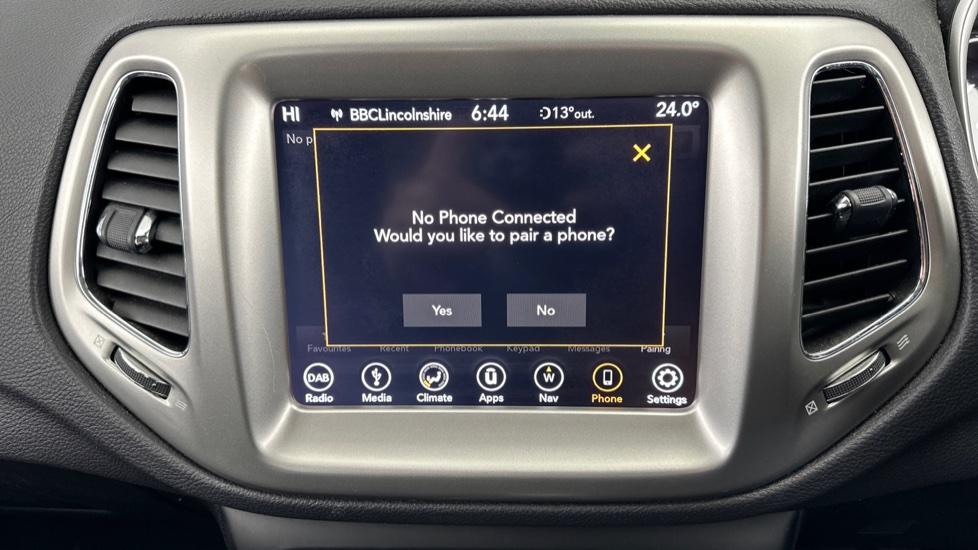 HI BBCLincolnshire 6:44 13°out. 24.0°
No p
No Phone Connected
Would you like to pair a phone?
Yes No
Favourites Recent Phonebook Keypad Messages Pairing
DAB W
Radio Media Climate Apps Nav Phone Settings